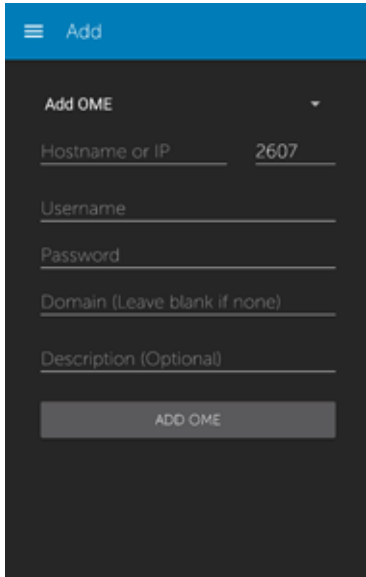 Add
Add OME
Hostname or IP 2607
Username
Password
Domain (Leave blank if none)
Description (Optional)
ADD OME